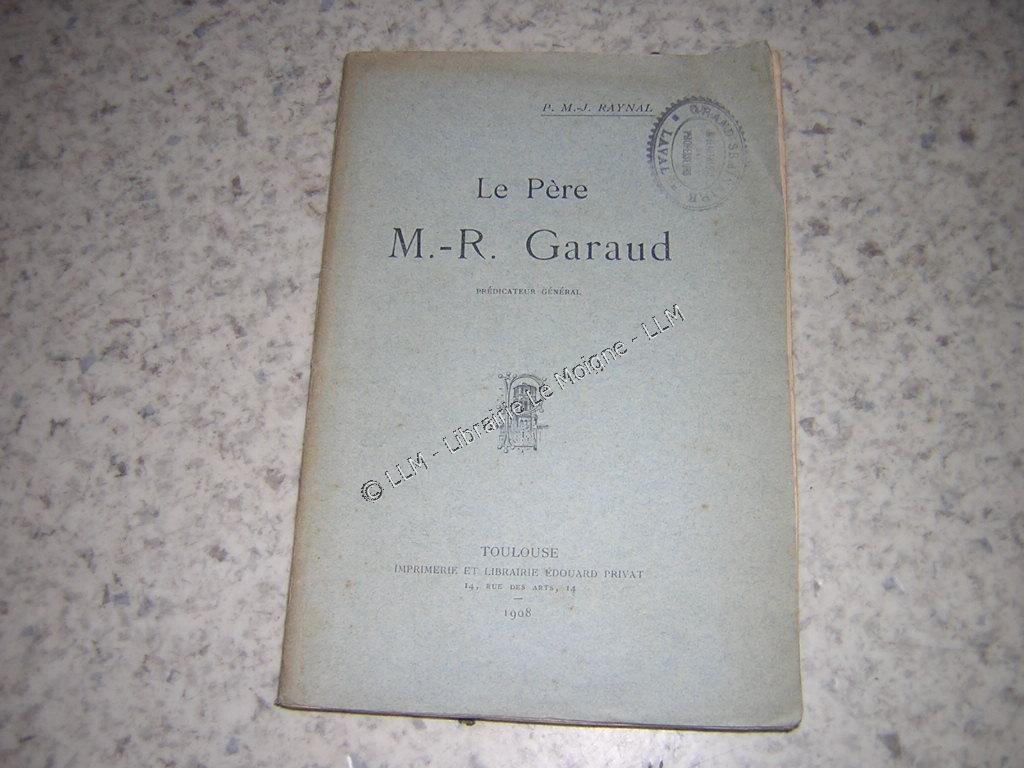 P. M.-J. RAYNAL
GRAND SÉMINAIRE
LAVAL
Le Père
M.-R. Garaud
PRÉDICATEUR GÉNÉRAL
© LLM - Librairie Le Moigne - LLM
TOULOUSE
IMPRIMERIE ET LIBRAIRIE ÉDOUARD PRIVAT
14, RUE DES ARTS, 14
1908